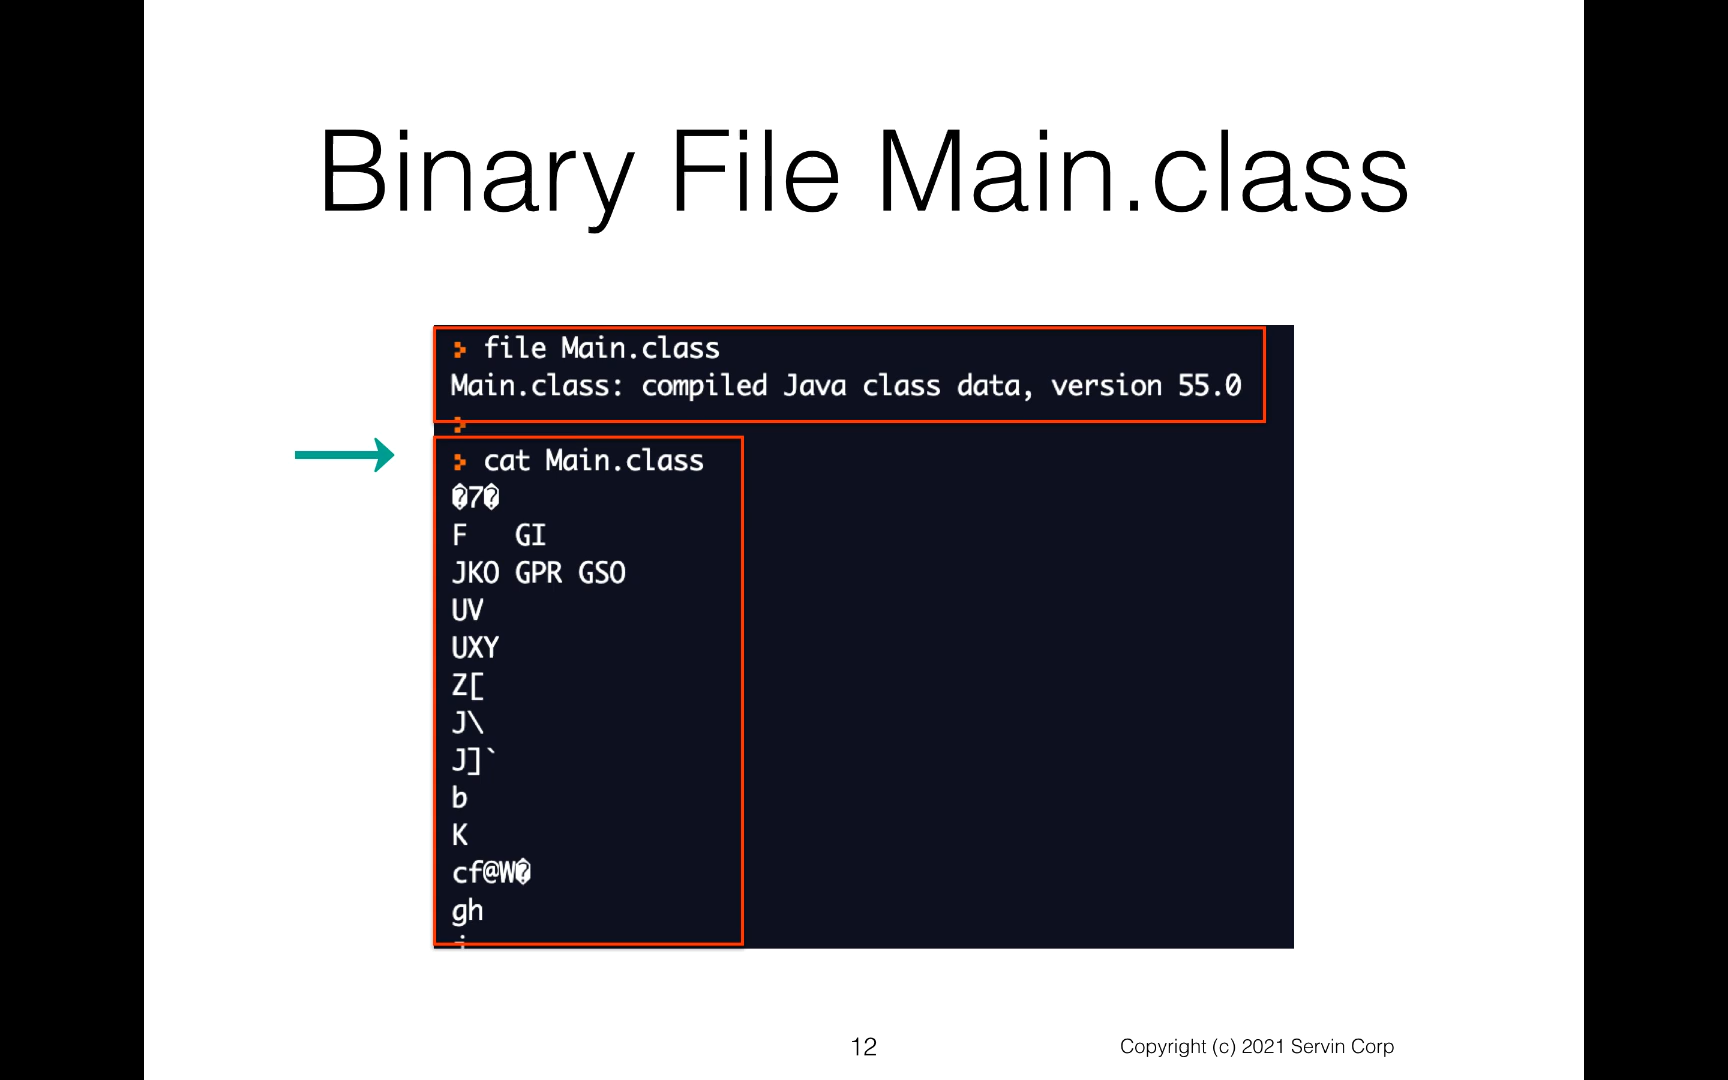 Binary File Main.class
> file Main.class
Main.class: compiled Java class data, version 55.0
>
> cat Main.class
�7�
F   GI
JKO GPR GSO
UV
UXY
Z[
J\
J]`
b
K
cf@W�
gh
12
Copyright (c) 2021 Servin Corp